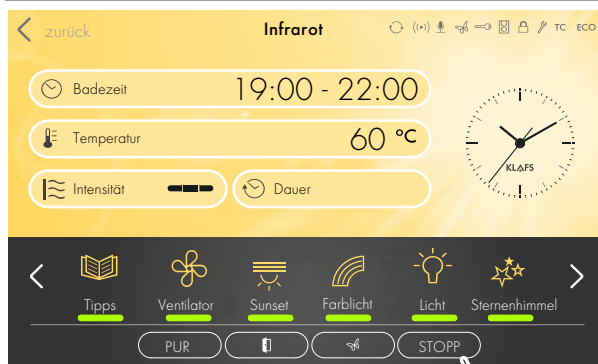 zurück Infrarot TC ECO
Badezeit 19:00 - 22:00
Temperatur 60 °C
KLAFS
Intensität Dauer
Tipps Ventilator Sunset Farblicht Licht Sternenhimmel
PUR STOPP